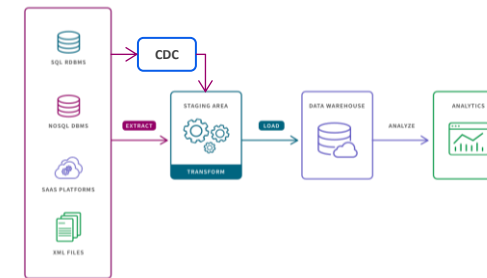 SQL RDBMS
CDC
NOSQL DBMS
SAAS PLATFORMS
XML FILES
EXTRACT
STAGING AREA
TRANSFORM
LOAD
DATA WAREHOUSE
ANALYZE
ANALYTICS